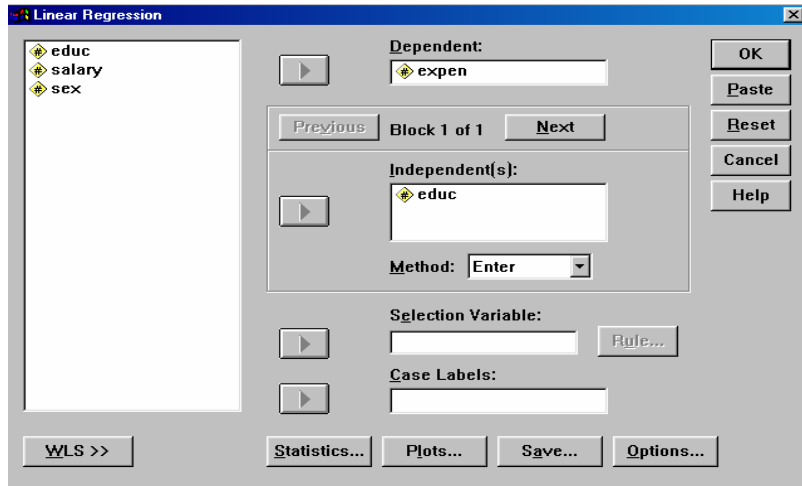 Linear Regression
educ
salary
sex
Dependent:
expen
Previous
Block 1 of 1
Next
Independent(s):
educ
Method:
Enter
Selection Variable:
Rule...
Case Labels:
WLS >>
Statistics...
Plots...
Save...
Options...
OK
Paste
Reset
Cancel
Help